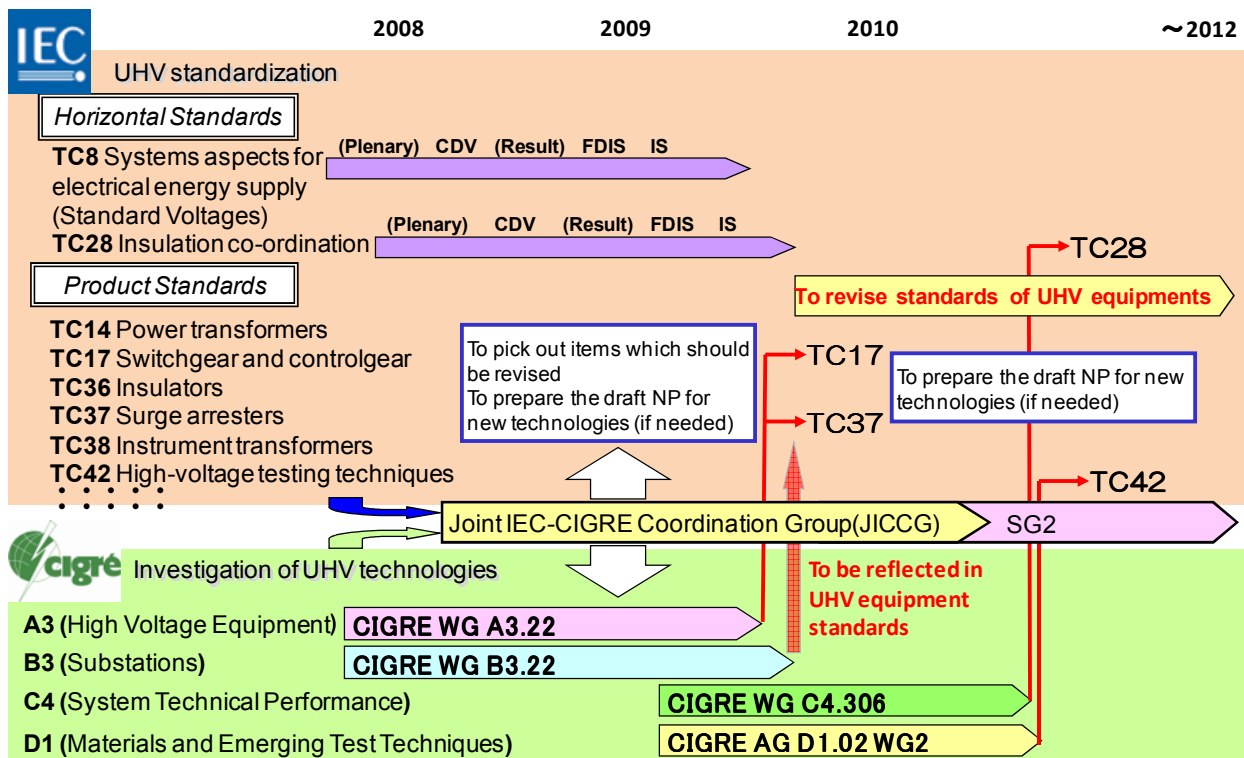 2008 2009 2010 ~2012
IEC
UHV standardization
Horizontal Standards
TC8 Systems aspects for
electrical energy supply
(Standard Voltages)
(Plenary) CDV (Result) FDIS IS
TC28 Insulation co-ordination
(Plenary) CDV (Result) FDIS IS
Product Standards
TC14 Power transformers
TC17 Switchgear and controlgear
TC36 Insulators
TC37 Surge arresters
TC38 Instrument transformers
TC42 High-voltage testing techniques
To pick out items which should
be revised
To prepare the draft NP for
new technologies (if needed)
TC17
TC37
TC28
To revise standards of UHV equipments
To prepare the draft NP for new
technologies (if needed)
TC42
Joint IEC-CIGRE Coordination Group(JICCG)
SG2
cigré
Investigation of UHV technologies
To be reflected in
UHV equipment
standards
A3 (High Voltage Equipment)
CIGRE WG A3.22
B3 (Substations)
CIGRE WG B3.22
C4 (System Technical Performance)
CIGRE WG C4.306
D1 (Materials and Emerging Test Techniques)
CIGRE AG D1.02 WG2